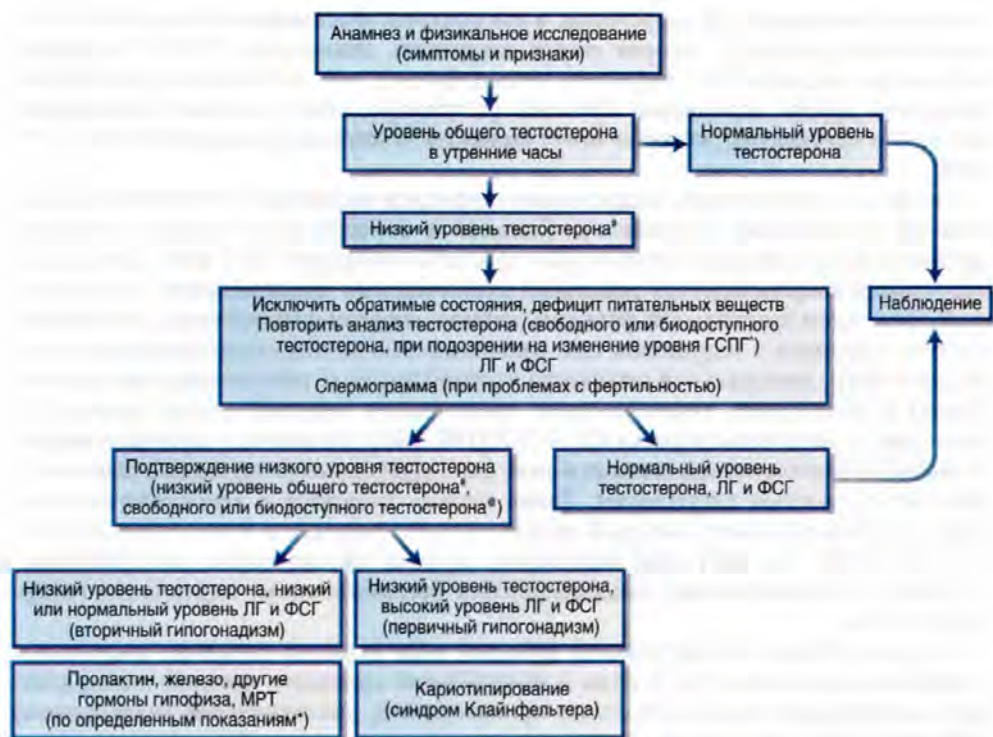 Анамнез и физикальное исследование
(симптомы и признаки)
Уровень общего тестостерона
в утренние часы
Нормальный уровень
тестостерона
Низкий уровень тестостерона#
Исключить обратимые состояния, дефицит питательных веществ
Повторить анализ тестостерона (свободного или биодоступного
тестостерона, при подозрении на изменение уровня ГСПГ^)
ЛГ и ФСГ
Спермограмма (при проблемах с фертильностью)
Наблюдение
Подтверждение низкого уровня тестостерона
(низкий уровень общего тестостерона#,
свободного или биодоступного тестостерона@)
Нормальный уровень
тестостерона, ЛГ и ФСГ
Низкий уровень тестостерона, низкий
или нормальный уровень ЛГ и ФСГ
(вторичный гипогонадизм)
Низкий уровень тестостерона,
высокий уровень ЛГ и ФСГ
(первичный гипогонадизм)
Пролактин, железо, другие
гормоны гипофиза, МРТ
(по определенным показаниям*)
Кариотипирование
(синдром Клайнфельтера)